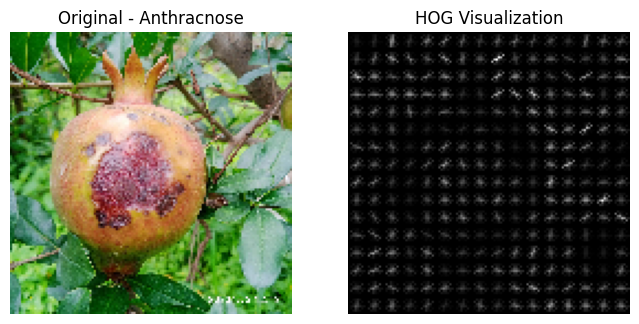 Original - Anthracnose
HOG Visualization